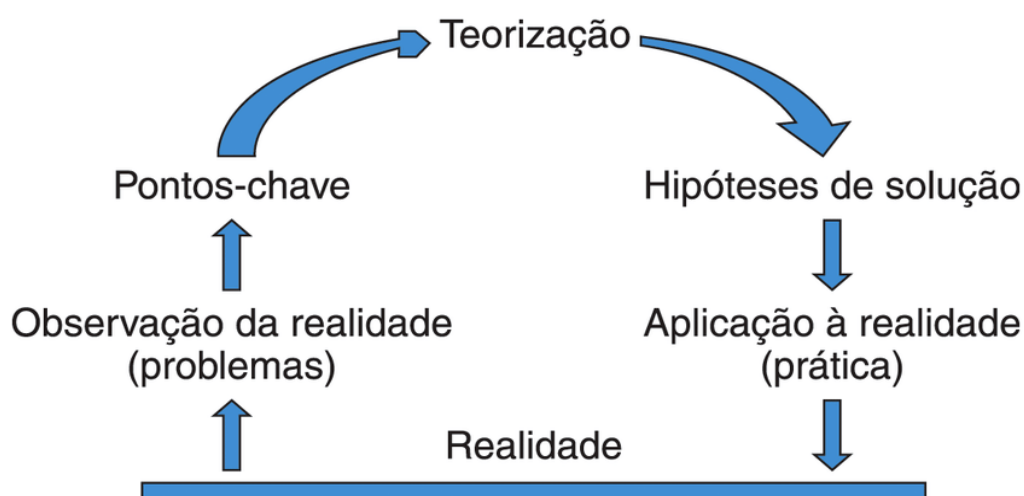 Teorização
Pontos-chave
Hipóteses de solução
Observação da realidade
(problemas)
Aplicação à realidade
(prática)
Realidade